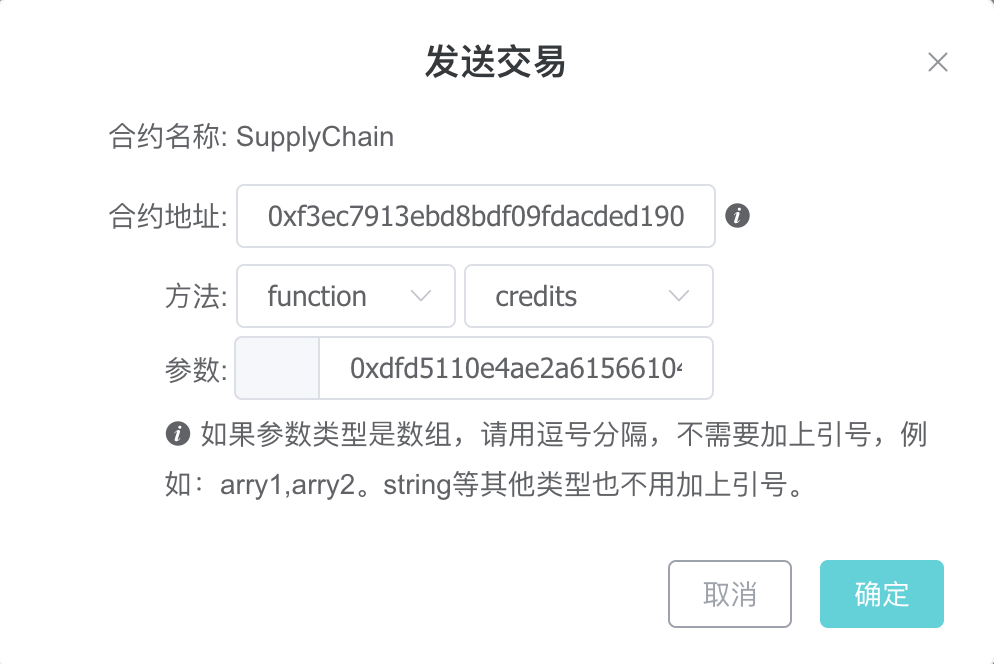 发送交易
合约名称: SupplyChain
合约地址: 0xf3ec7913ebd8bdf09fdacded190
方法: function credits
参数: 0xdfd5110e4ae2a61566104
如果参数类型是数组，请用逗号分隔，不需要加上引号，例
如：arry1,arry2。string等其他类型也不用加上引号。
取消 确定